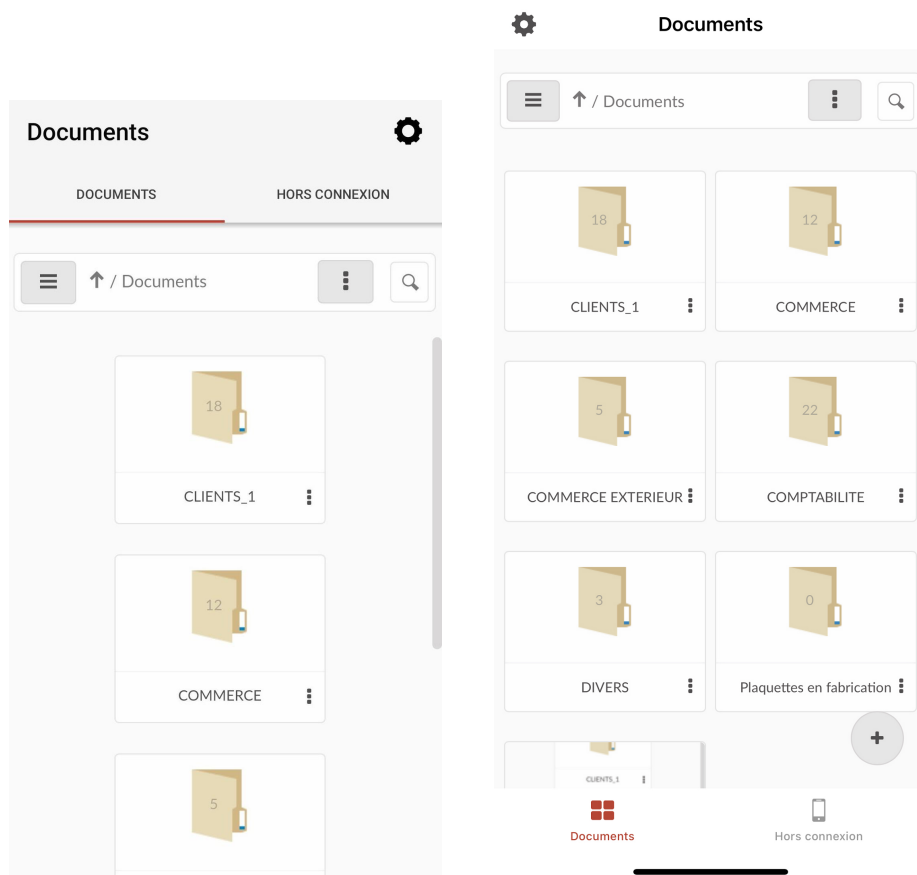 Documents
DOCUMENTS
HORS CONNEXION
/ Documents
18
CLIENTS_1
12
COMMERCE
5
Documents
/ Documents
18
12
CLIENTS_1
COMMERCE
5
22
COMMERCE EXTERIEUR
COMPTABILITE
3
0
DIVERS
Plaquettes en fabrication
CLIENTS_1
Documents
Hors connexion